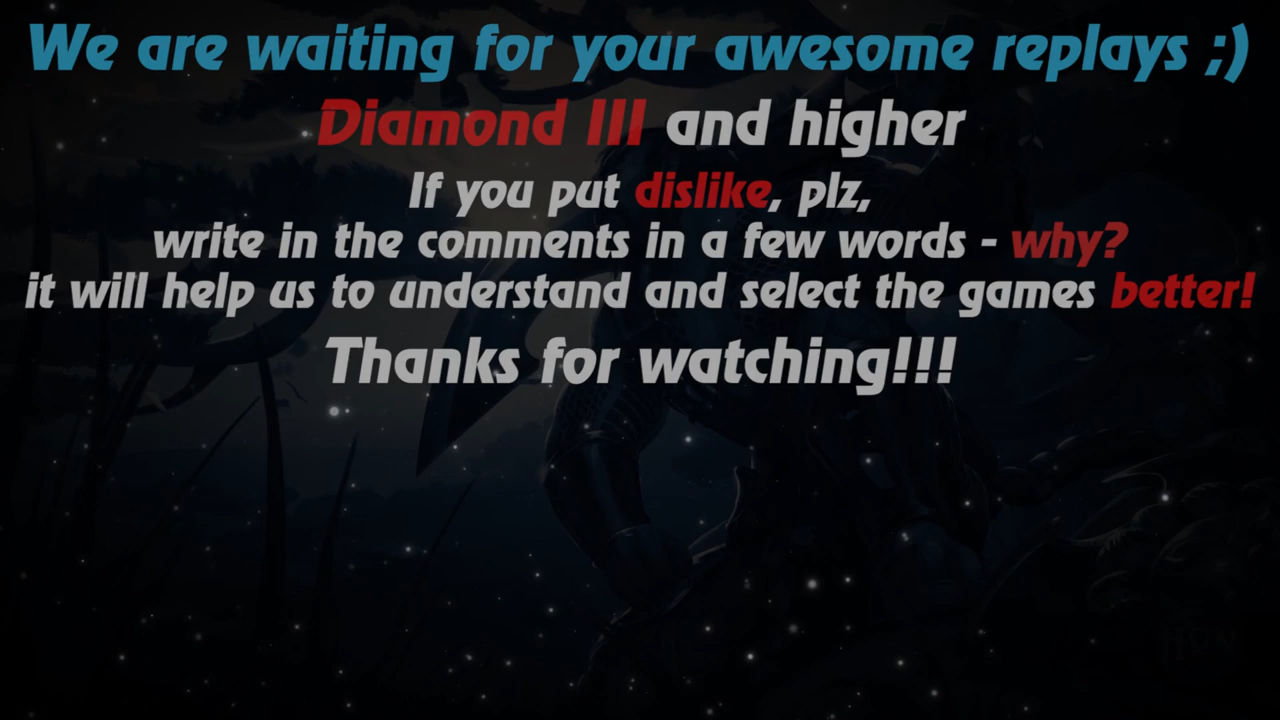 We are waiting for your awesome replays ;)
Diamond III and higher
If you put dislike, plz,
write in the comments in a few words - why?
it will help us to understand and select the games better!
Thanks for watching!!!